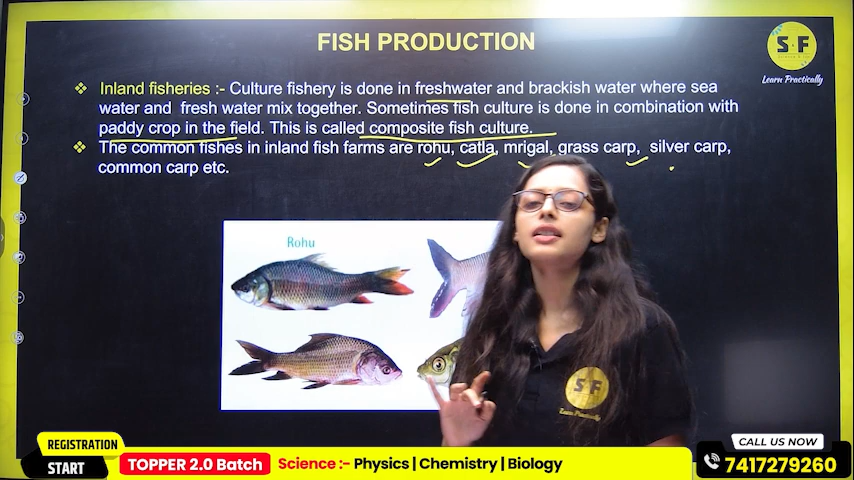 FISH PRODUCTION
S F
Learn Practically
❖ Inland fisheries :- Culture fishery is done in freshwater and brackish water where sea
water and fresh water mix together. Sometimes fish culture is done in combination with
paddy crop in the field. This is called composite fish culture.
❖ The common fishes in inland fish farms are rohu, catla, mrigal, grass carp, silver carp,
common carp etc.
Rohu
S F
Learn Practically
REGISTRATION
START
TOPPER 2.0 Batch
Science :- Physics | Chemistry | Biology
CALL US NOW
7417279260